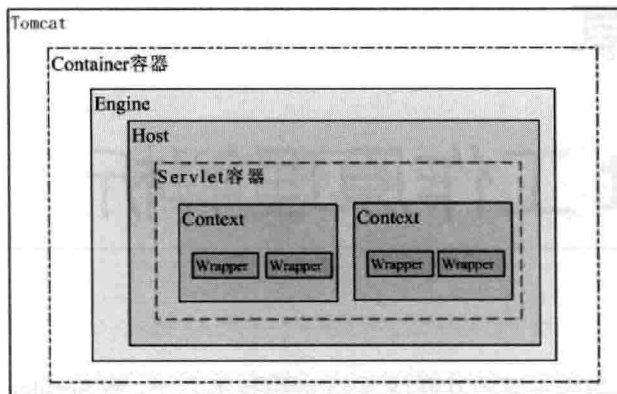 Tomcat
Container容器
Engine
Host
Servlet容器
Context
Context
Wrapper
Wrapper
Wrapper
Wrapper